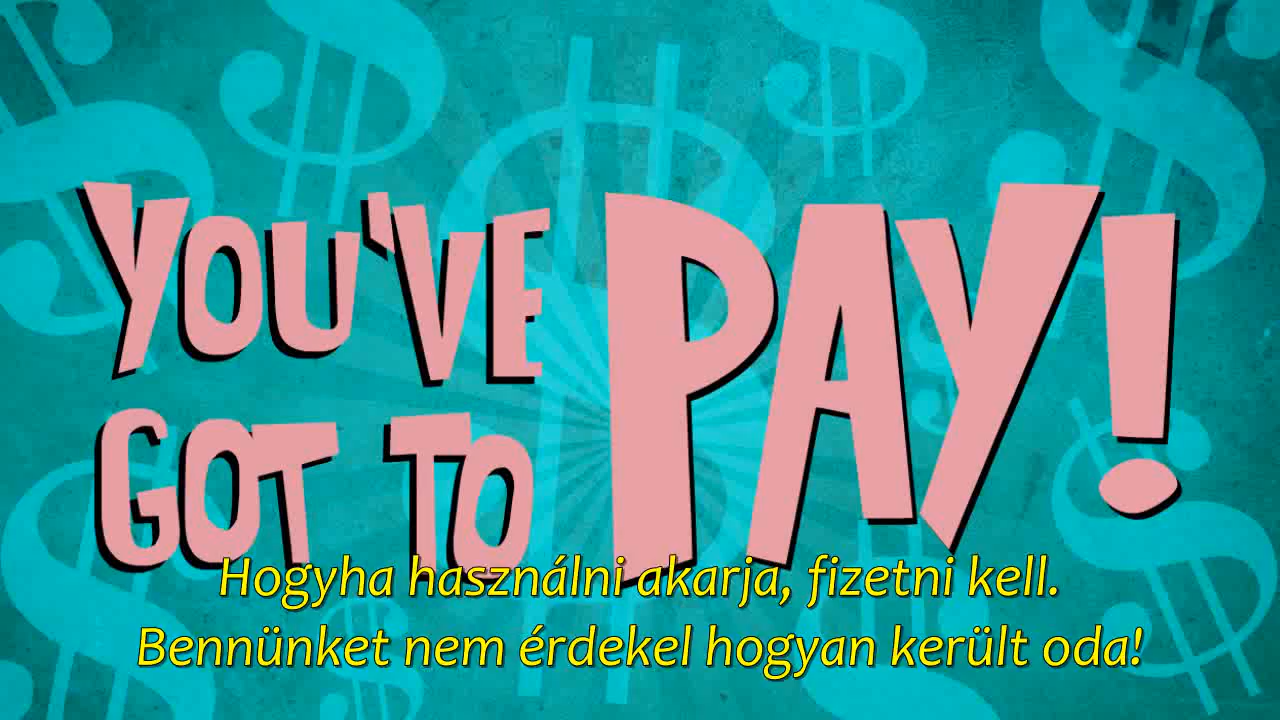 YOU'VE
GOT TO
PAY!
Hogyha használni akarja, fizetni kell.
Bennünket nem érdekel hogyan került oda!